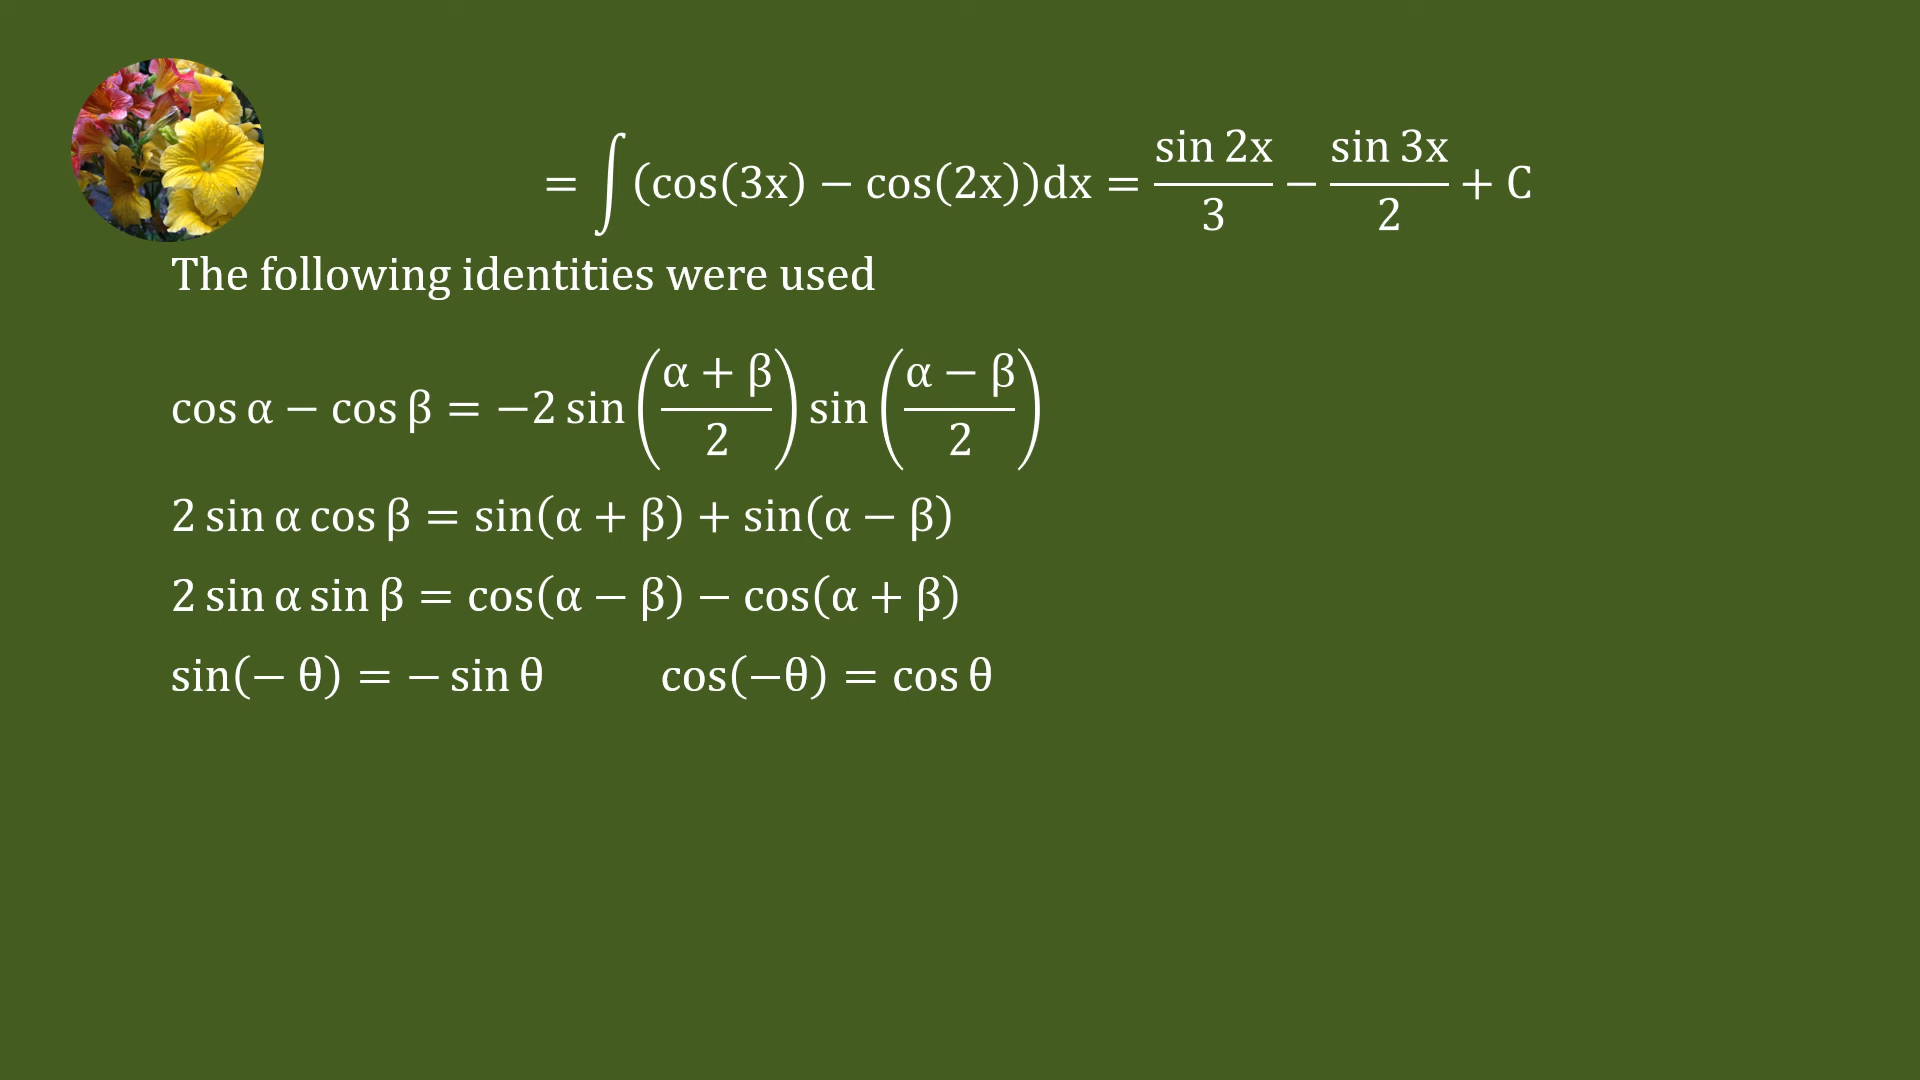 = ∫ (cos(3x) − cos(2x))dx = sin 2x / 3 − sin 3x / 2 + C
The following identities were used
cos α − cos β = −2 sin ((α + β) / 2) sin ((α − β) / 2)
2 sin α cos β = sin(α + β) + sin(α − β)
2 sin α sin β = cos(α − β) − cos(α + β)
sin(− θ) = − sin θ cos(−θ) = cos θ